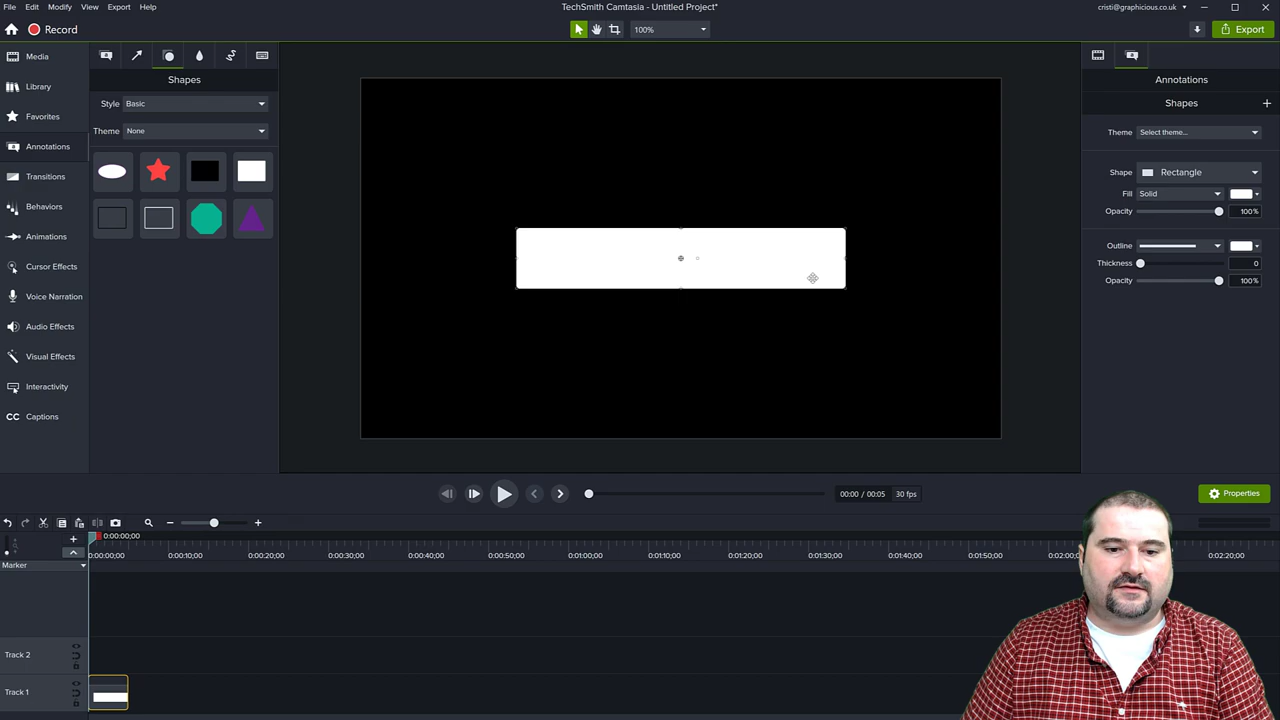 File Edit Modify View Export Help
TechSmith Camtasia - Untitled Project*
cristi@graphicious.co.uk
Record
100%
Export
Media
Library
Favorites
Annotations
Transitions
Behaviors
Animations
Cursor Effects
Voice Narration
Audio Effects
Visual Effects
Interactivity
CC Captions
Shapes
Style Basic
Theme None
Annotations
Shapes
Theme Select theme...
Shape Rectangle
Fill Solid
Opacity 100%
Outline
Thickness 0
Opacity 100%
00:00 / 00:05 30 fps
Properties
0:00:00;00
0:00:00;00 0:00:10;00 0:00:20;00 0:00:30;00 0:00:40;00 0:00:50;00 0:01:00;00 0:01:10;00 0:01:20;00 0:01:30;00 0:01:40;00 0:01:50;00 0:02:20;00
Marker
Track 2
Track 1